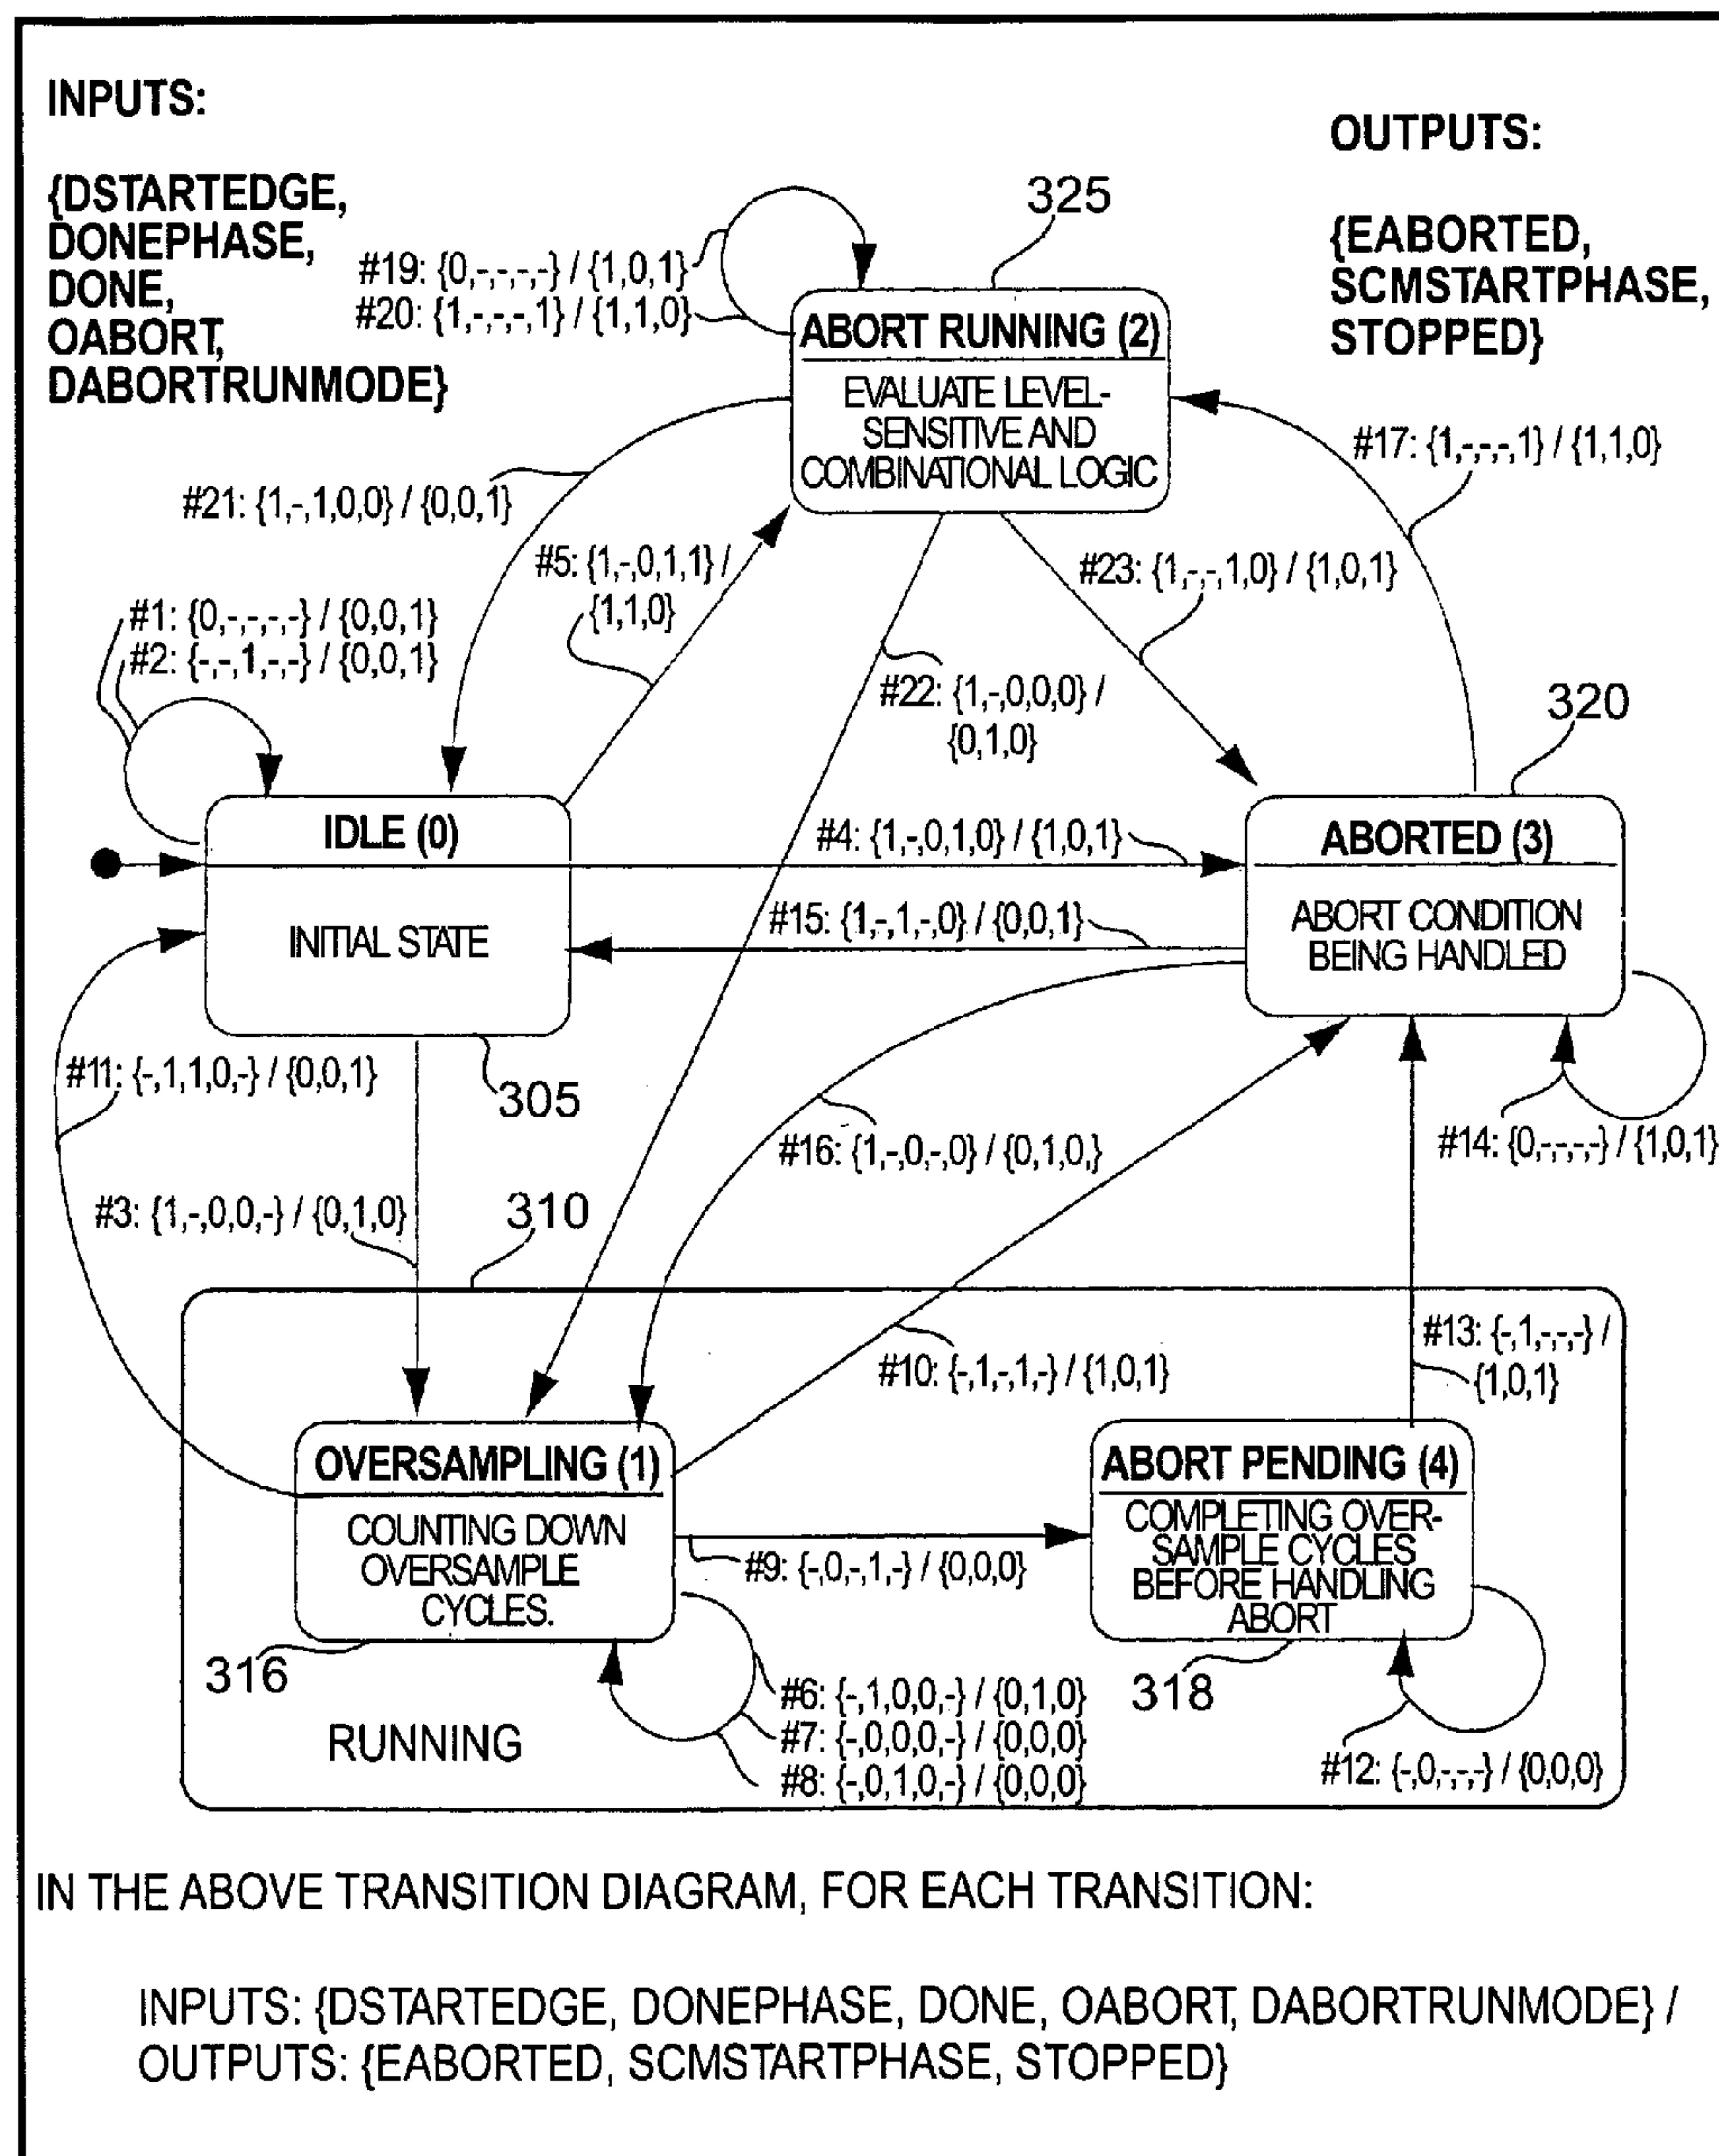 INPUTS:
{DSTARTEDGE,
DONEPHASE,
DONE,
OABORT,
DABORTRUNMODE}
OUTPUTS:
{EABORTED,
SCMSTARTPHASE,
STOPPED}
325
#19: {0,-,-,-,-} / {1,0,1}
#20: {1,-,-,-,1} / {1,1,0}
ABORT RUNNING (2)
EVALUATE LEVEL-
SENSITIVE AND
COMBINATIONAL LOGIC
#17: {1,-,-,-,1} / {1,1,0}
#21: {1,-,1,0,0} / {0,0,1}
#5: {1,-,0,1,1} /
{1,1,0}
#23: {1,-,-,1,0} / {1,0,1}
#1: {0,-,-,-,-} / {0,0,1}
#2: {-,-,1,-,-} / {0,0,1}
#22: {1,-,0,0,0} /
{0,1,0}
320
IDLE (0)
INITIAL STATE
#4: {1,-,0,1,0} / {1,0,1}
ABORTED (3)
ABORT CONDITION
BEING HANDLED
#15: {1,-,1,-,0} / {0,0,1}
#11: {-,1,1,0,-} / {0,0,1}
305
#16: {1,-,0,-,0} / {0,1,0,}
#14: {0,-,-,-,-} / {1,0,1}
#3: {1,-,0,0,-} / {0,1,0}
310
#13: {-,1,-,-,-} /
{1,0,1}
#10: {-,1,-,1,-} / {1,0,1}
OVERSAMPLING (1)
COUNTING DOWN
OVERSAMPLE
CYCLES.
ABORT PENDING (4)
COMPLETING OVER-
SAMPLE CYCLES
BEFORE HANDLING
ABORT
#9: {-,0,-,1,-} / {0,0,0}
316
318
#6: {-,1,0,0,-} / {0,1,0}
#7: {-,0,0,0,-} / {0,0,0}
#8: {-,0,1,0,-} / {0,0,0}
RUNNING
#12: {-,0,-,-,-} / {0,0,0}
IN THE ABOVE TRANSITION DIAGRAM, FOR EACH TRANSITION:
INPUTS: {DSTARTEDGE, DONEPHASE, DONE, OABORT, DABORTRUNMODE} /
OUTPUTS: {EABORTED, SCMSTARTPHASE, STOPPED}